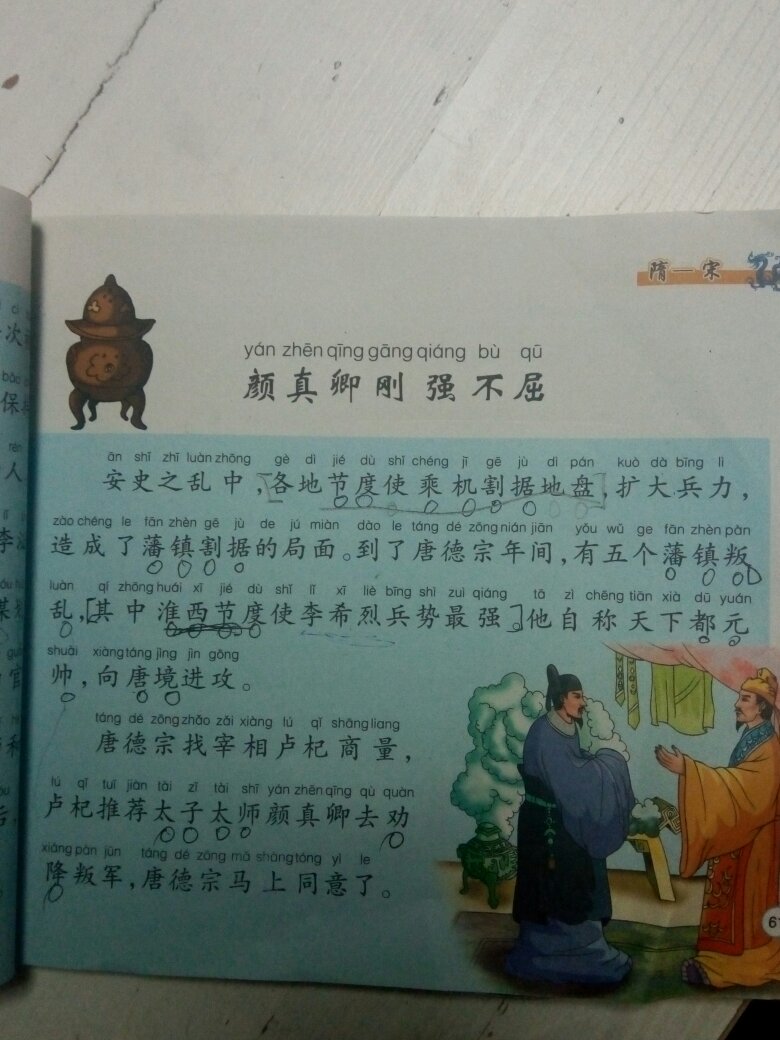 隋—宋
yán zhēn qīng gāng qiáng bù qū
颜真卿刚强不屈
ān shǐ zhī luàn zhōng gè dì jié dù shǐ chéng jī gē jù dì pán kuò dà bīng lì
安史之乱中，各地节度使乘机割据地盘，扩大兵力，
zào chéng le fān zhèn gē jù de jú miàn dào le táng dé zōng nián jiān yǒu wǔ ge fān zhèn pàn
造成了藩镇割据的局面。到了唐德宗年间，有五个藩镇叛
luàn qí zhōng huái xī jié dù shǐ lǐ xī liè bīng shì zuì qiáng tā zì chēng tiān xià dū yuán
乱，其中淮西节度使李希烈兵势最强。他自称天下都元
shuài xiàng táng jìng jìn gōng
帅，向唐境进攻。
táng dé zōng zhǎo zǎi xiàng lú qǐ shāng liang
唐德宗找宰相卢杞商量，
lú qǐ tuī jiàn tài zǐ tài shī yán zhēn qīng qù quàn
卢杞推荐太子太师颜真卿去劝
xiáng pàn jūn táng dé zōng mǎ shàng tóng yì le
降叛军，唐德宗马上同意了。